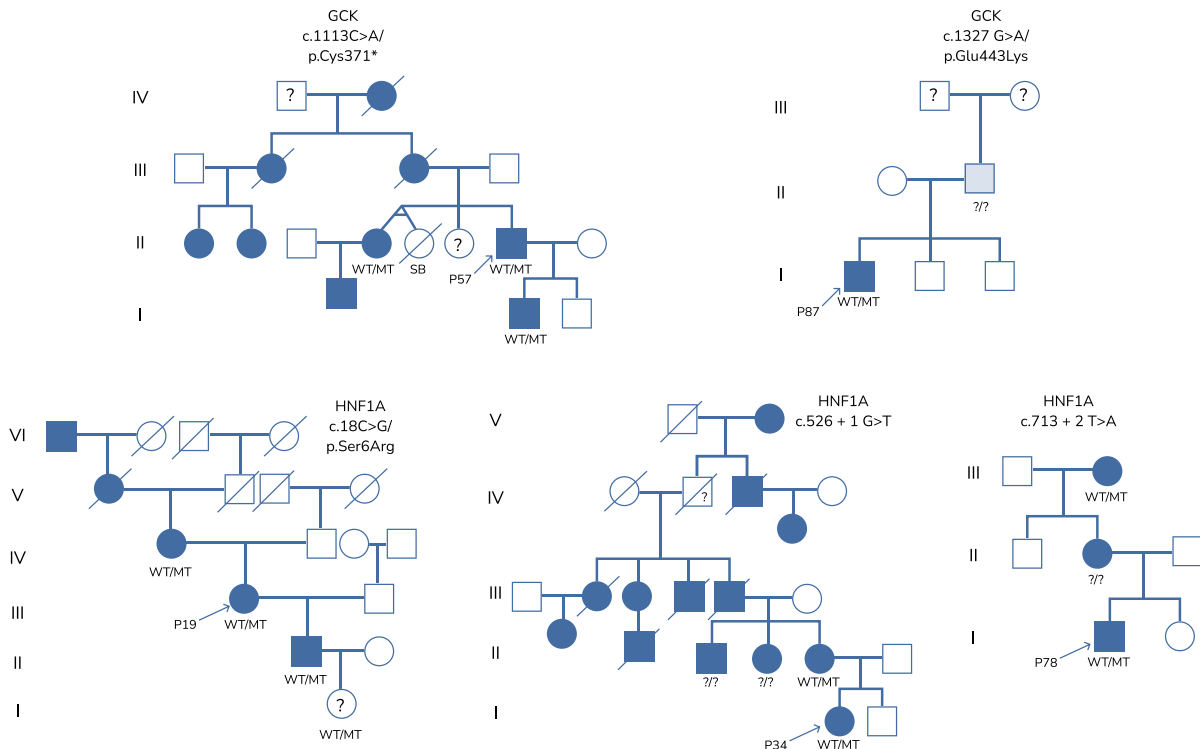 GCK
c.1113C>A/
p.Cys371*
IV
?
III
II
?
WT/MT
SB
P57
WT/MT
I
WT/MT
GCK
c.1327 G>A/
p.Glu443Lys
III
?
?
II
?/?
I
P87
WT/MT
HNF1A
c.18C>G/
p.Ser6Arg
VI
V
IV
WT/MT
III
P19
WT/MT
II
WT/MT
I
?
WT/MT
HNF1A
c.526 + 1 G>T
V
IV
?
III
II
?/?
?/?
WT/MT
I
P34
WT/MT
HNF1A
c.713 + 2 T>A
III
WT/MT
II
?/?
I
P78
WT/MT